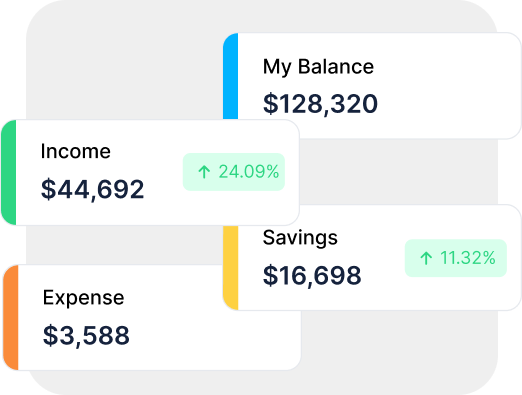 My Balance
$128,320
Income
$44,692
↑ 24.09%
Savings
$16,698
↑ 11.32%
Expense
$3,588